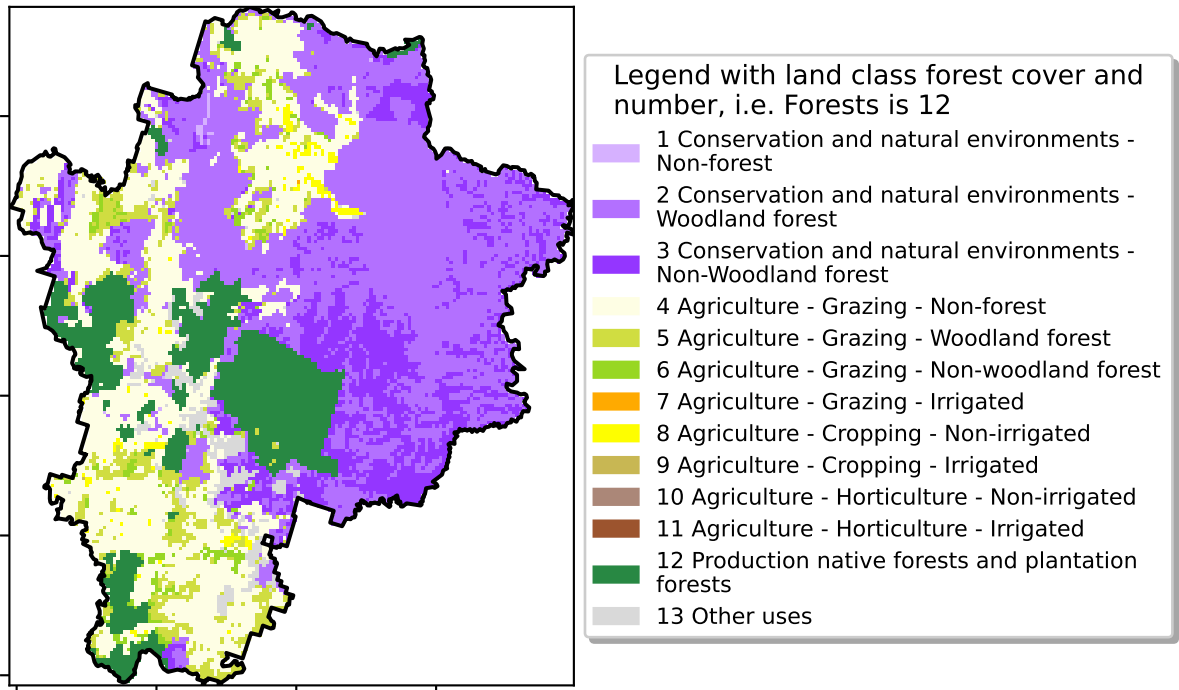 Legend with land class forest cover and
number, i.e. Forests is 12
1 Conservation and natural environments -
Non-forest
2 Conservation and natural environments -
Woodland forest
3 Conservation and natural environments -
Non-Woodland forest
4 Agriculture - Grazing - Non-forest
5 Agriculture - Grazing - Woodland forest
6 Agriculture - Grazing - Non-woodland forest
7 Agriculture - Grazing - Irrigated
8 Agriculture - Cropping - Non-irrigated
9 Agriculture - Cropping - Irrigated
10 Agriculture - Horticulture - Non-irrigated
11 Agriculture - Horticulture - Irrigated
12 Production native forests and plantation
forests
13 Other uses